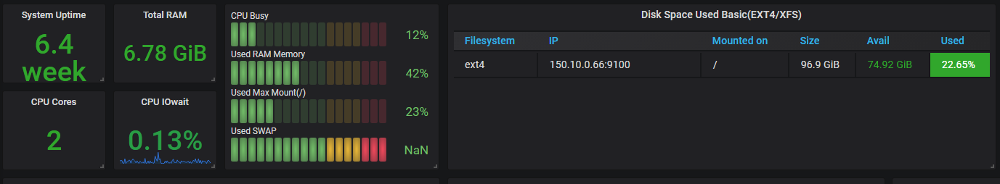 System Uptime
6.4
week
Total RAM
6.78 GiB
CPU Cores
2
CPU IOwait
0.13%
CPU Busy
12%
Used RAM Memory
42%
Used Max Mount(/)
23%
Used SWAP
NaN
Disk Space Used Basic(EXT4/XFS)
Filesystem IP Mounted on Size Avail Used
ext4 150.10.0.66:9100 / 96.9 GiB 74.92 GiB 22.65%